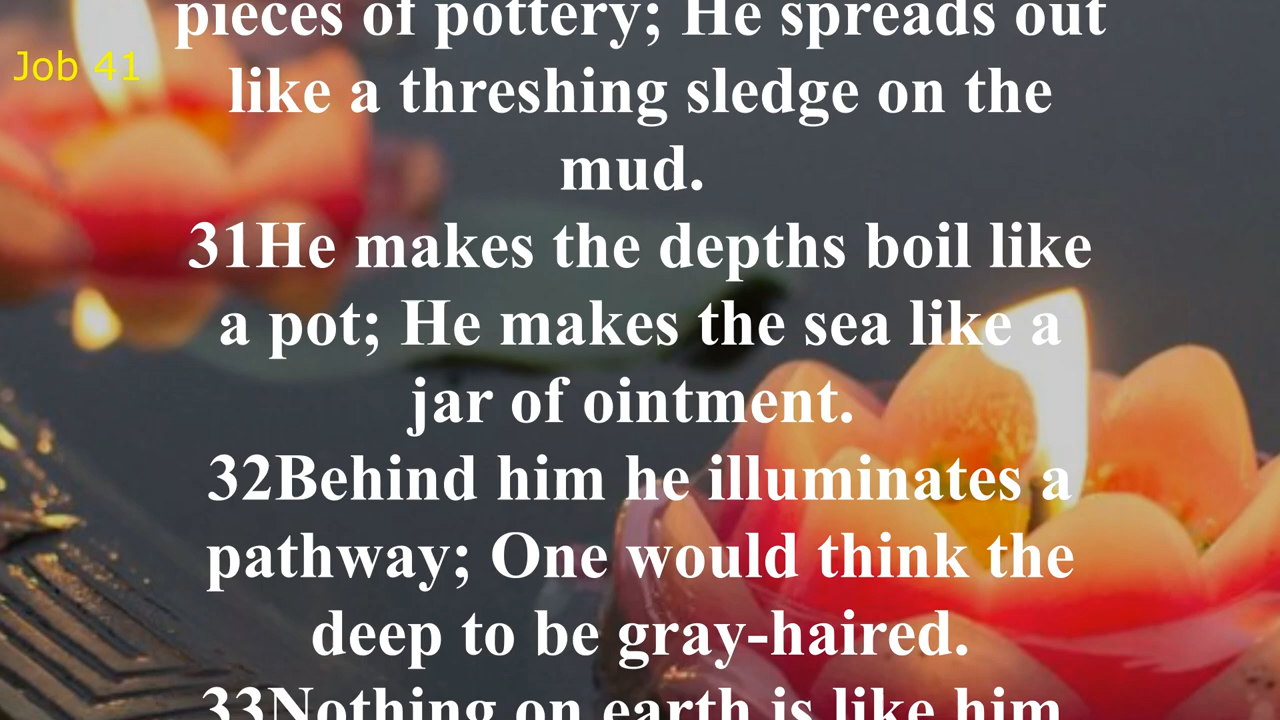 pieces of pottery; He spreads out
Job 41
like a threshing sledge on the
mud.
31He makes the depths boil like
a pot; He makes the sea like a
jar of ointment.
32Behind him he illuminates a
pathway; One would think the
deep to be gray-haired.
33Nothing on earth is like him,